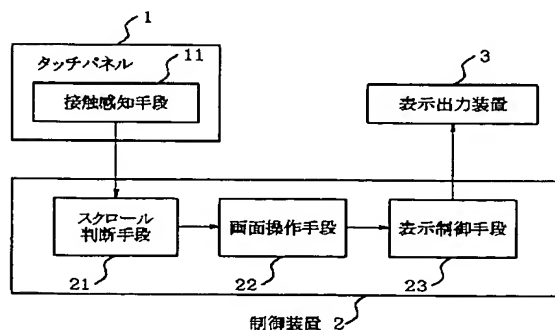 1
タッチパネル
11
接触感知手段
3
表示出力装置
スクロール
判断手段
画面操作手段
表示制御手段
21
22
23
制御装置 2